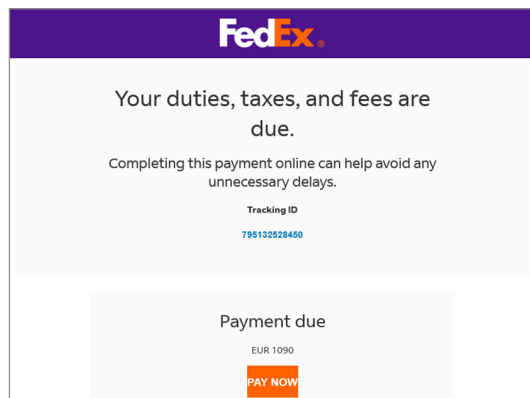 FedEx®
Your duties, taxes, and fees are
due.
Completing this payment online can help avoid any
unnecessary delays.
Tracking ID
795132528450
Payment due
EUR 1090
PAY NOW